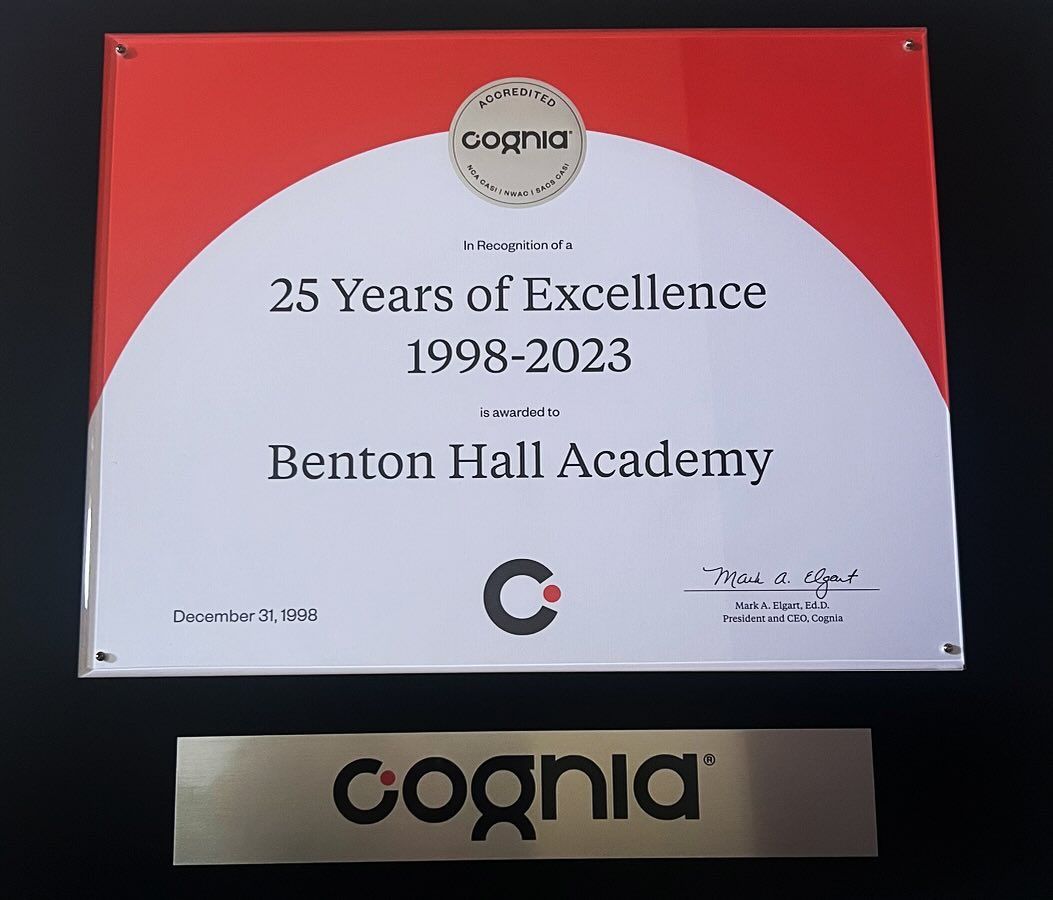 ACCREDITED
cognia®
NCA CASI | NWAC | SACS CASI
In Recognition of a
25 Years of Excellence
1998-2023
is awarded to
Benton Hall Academy
December 31, 1998
Mark A. Elgart
Mark A. Elgart, Ed.D.
President and CEO, Cognia
cognia®